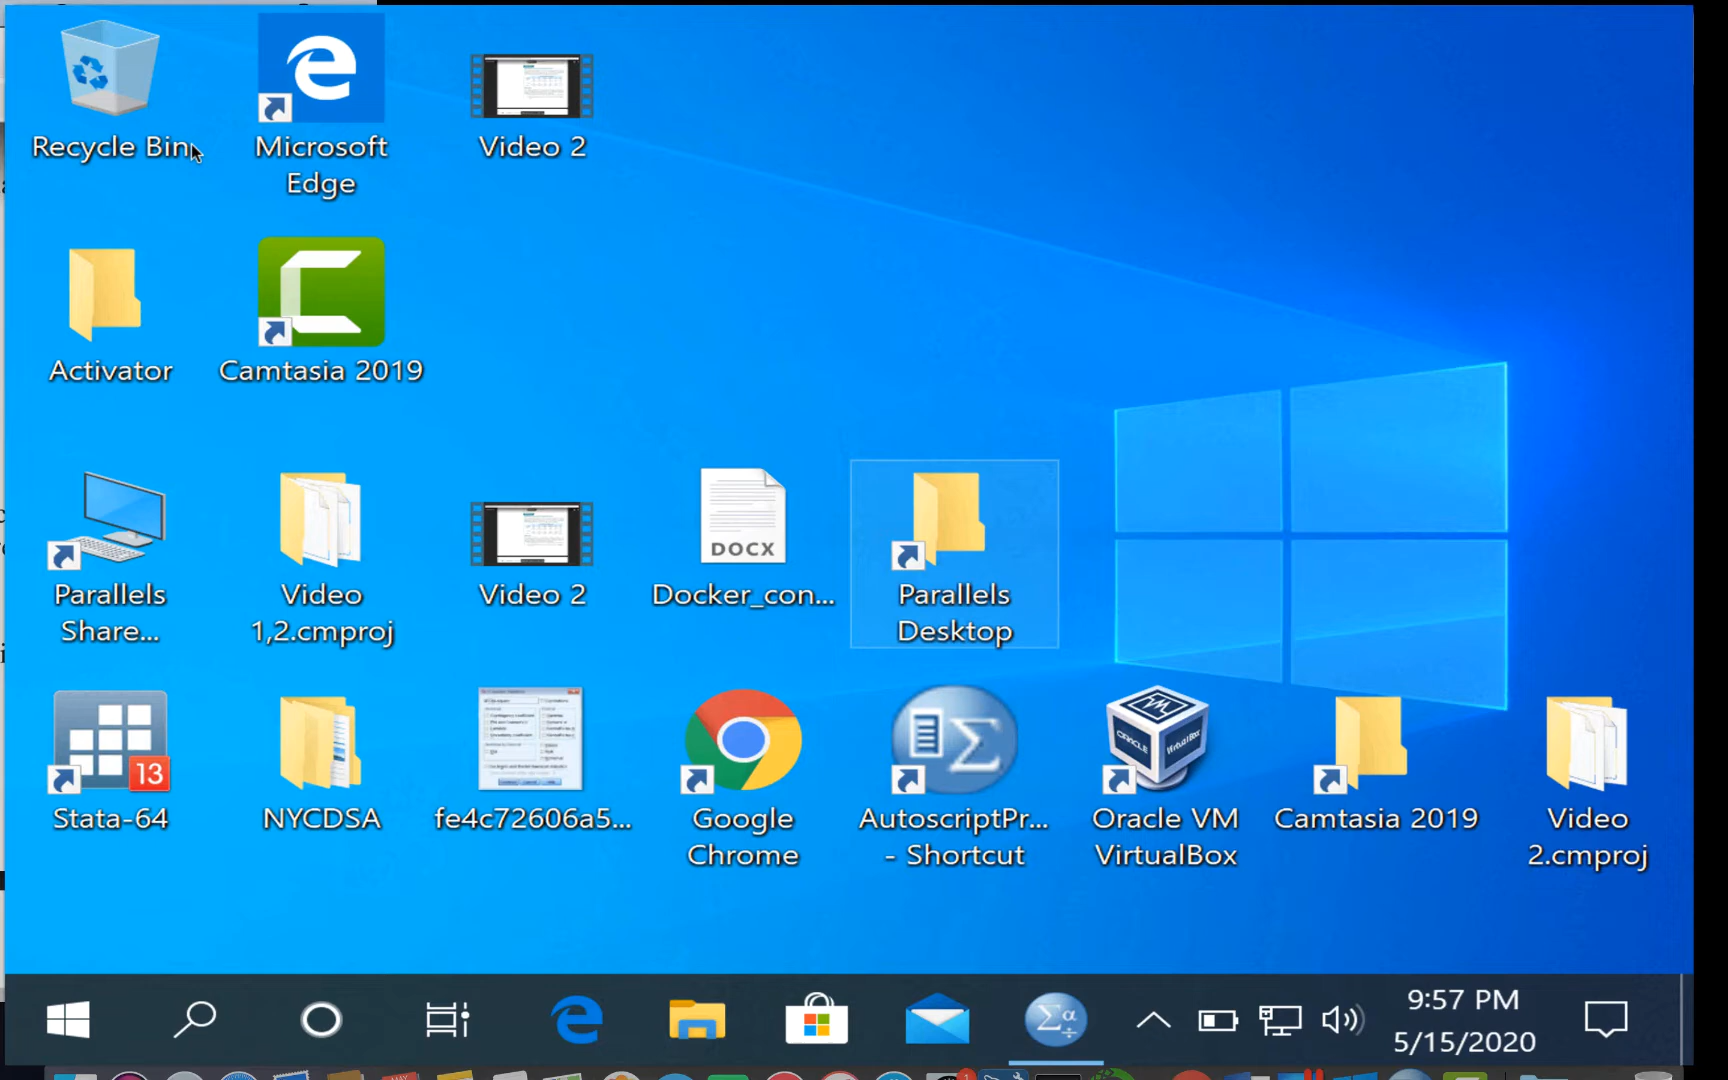 Recycle Bin
Microsoft
Edge
Video 2
Activator
Camtasia 2019
Parallels
Share...
Video
1,2.cmproj
Video 2
DOCX
Docker_con...
Parallels
Desktop
13
Stata-64
NYCDSA
fe4c72606a5...
Google
Chrome
AutoscriptPr...
- Shortcut
ORACLE
VirtualBox
Oracle VM
VirtualBox
Camtasia 2019
Video
2.cmproj
9:57 PM
5/15/2020